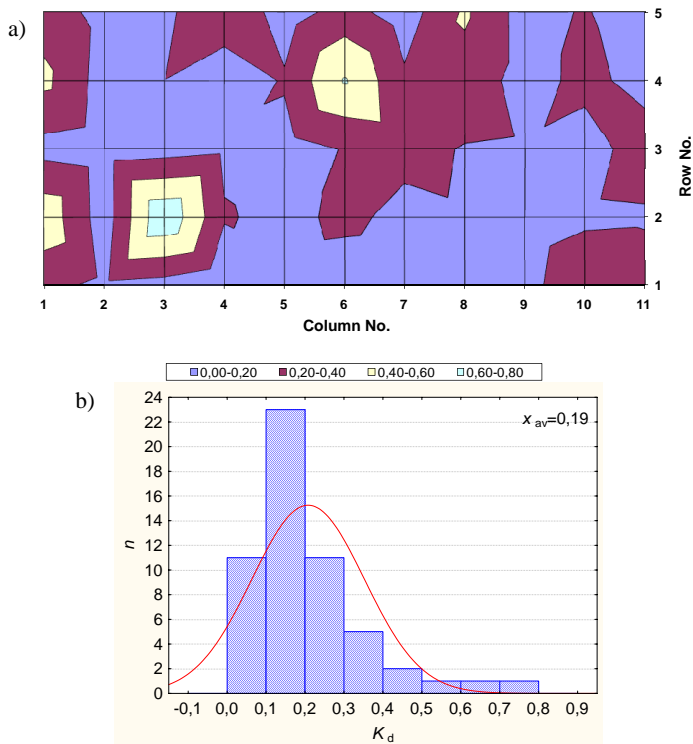 a)
5
4
3
2
1
Row No.
1 2 3 4 5 6 7 8 9 10 11
Column No.
0,00-0,20 0,20-0,40 0,40-0,60 0,60-0,80
b)
24
22
20
18
16
14
12
10
8
6
4
2
0
n
x av=0,19
-0,1 0,0 0,1 0,2 0,3 0,4 0,5 0,6 0,7 0,8 0,9
K d